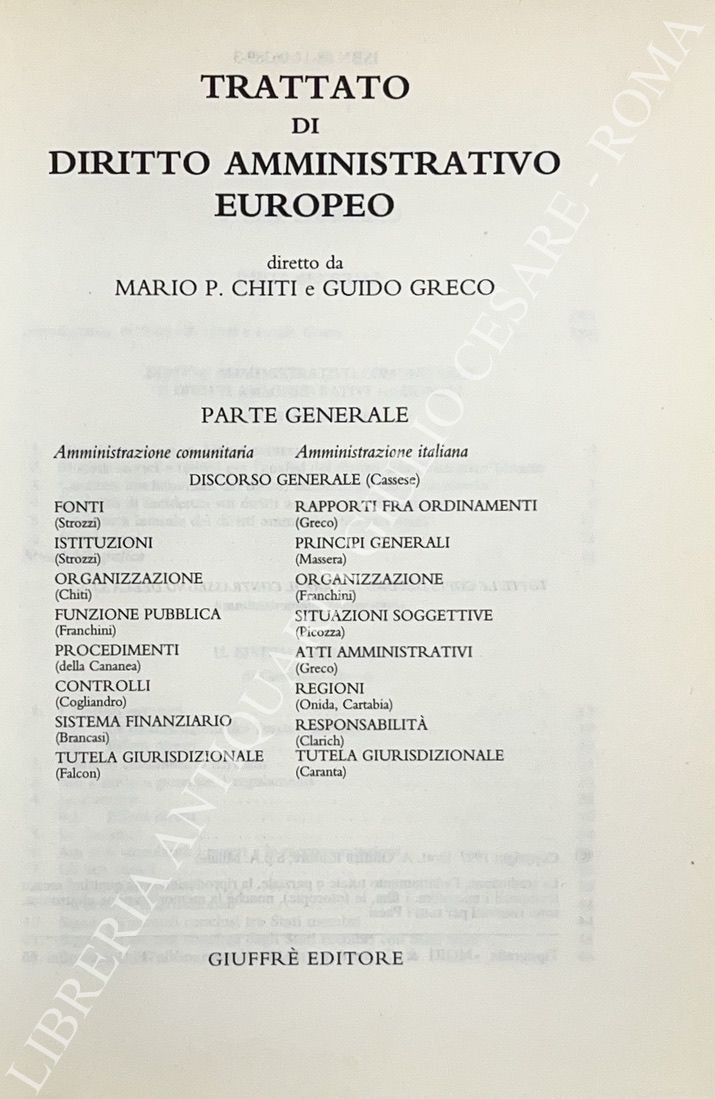 TRATTATO
DI
DIRITTO AMMINISTRATIVO
EUROPEO
diretto da
MARIO P. CHITI e GUIDO GRECO
PARTE GENERALE
Amministrazione comunitaria
Amministrazione italiana
DISCORSO GENERALE (Cassese)
FONTI
(Strozzi)
ISTITUZIONI
(Strozzi)
ORGANIZZAZIONE
(Chiti)
FUNZIONE PUBBLICA
(Franchini)
PROCEDIMENTI
(della Cananea)
CONTROLLI
(Cogliandro)
SISTEMA FINANZIARIO
(Brancasi)
TUTELA GIURISDIZIONALE
(Falcon)
RAPPORTI FRA ORDINAMENTI
(Greco)
PRINCIPI GENERALI
(Massera)
ORGANIZZAZIONE
(Franchini)
SITUAZIONI SOGGETTIVE
(Picozza)
ATTI AMMINISTRATIVI
(Greco)
REGIONI
(Onida, Cartabia)
RESPONSABILITÀ
(Clarich)
TUTELA GIURISDIZIONALE
(Caranta)
GIUFFRÈ EDITORE
LIBRERIA ANTIQUARIA GIULIO CESARE - ROMA